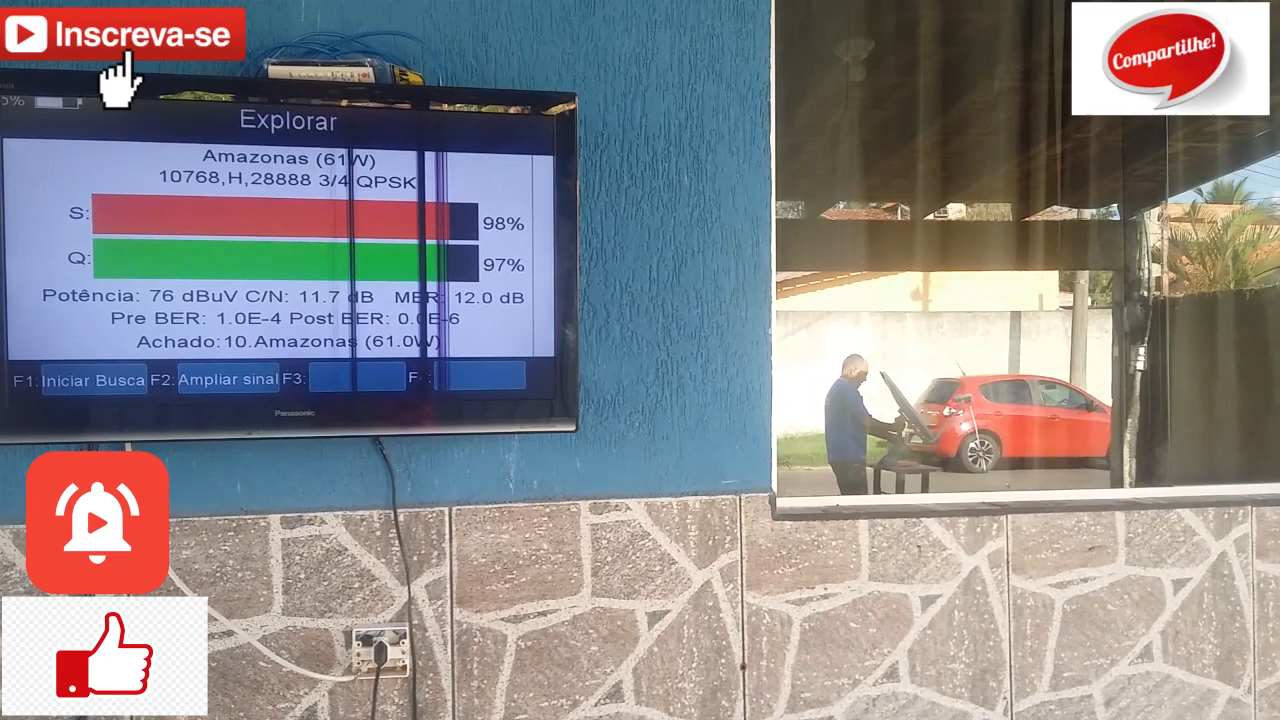 Inscreva-se
Compartilhe!
5%
Explorar
Amazonas (61W)
10768,H,28888 3/4 QPSK
S: 98%
Q: 97%
Potência: 76 dBuV C/N: 11.7 dB MER: 12.0 dB
Pre BER: 1.0E-4 Post BER: 0.0E-6
Achado:10.Amazonas (61.0W)
F1: Iniciar Busca F2: Ampliar sinal F3:
Panasonic